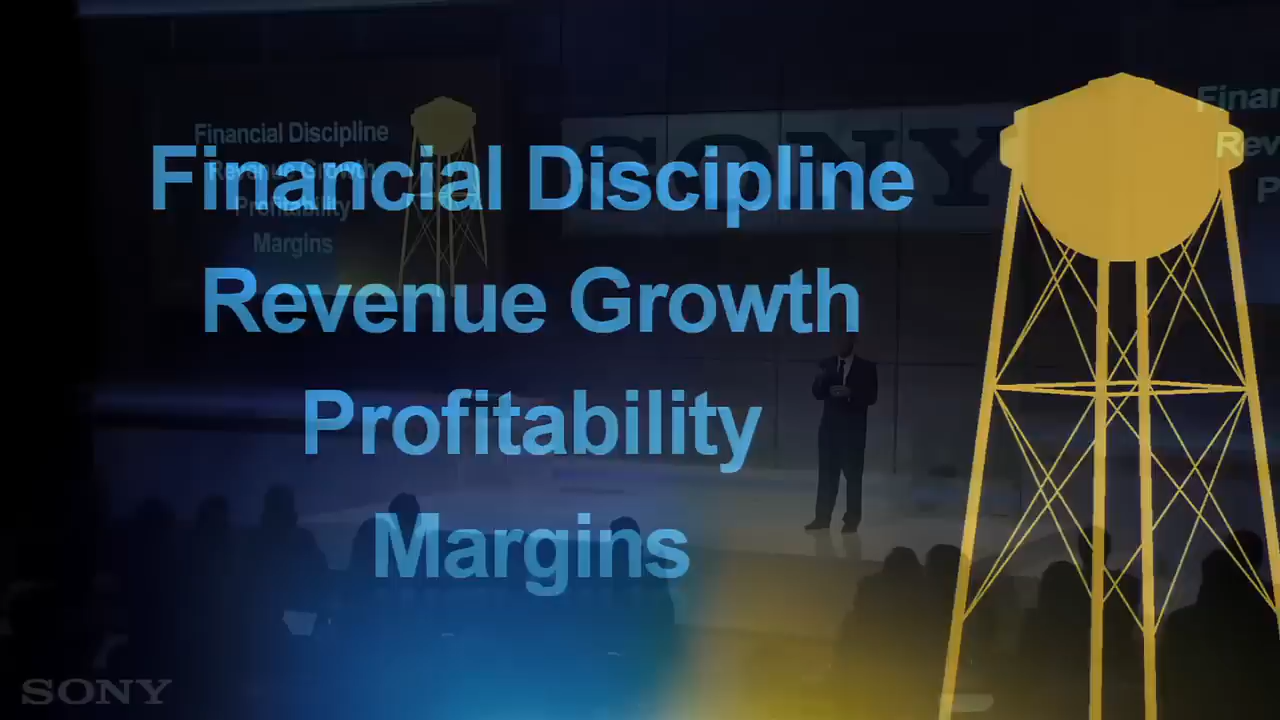 Financial Discipline
Revenue Growth
Profitability
Margins
Financial Discipline
Revenue Growth
Profitability
Margins
SONY
SONY